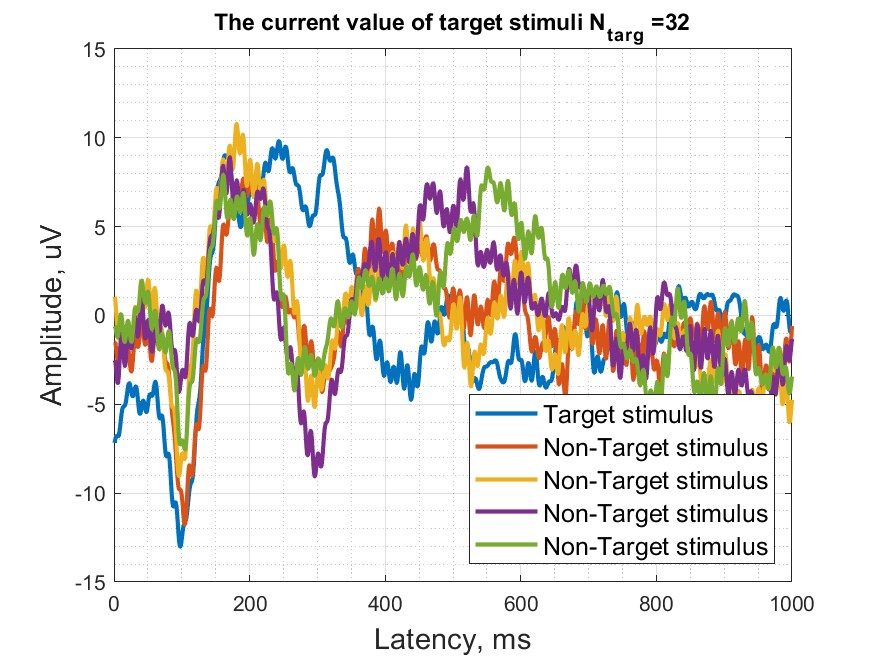 The current value of target stimuli N_targ =32
15
10
5
0
-5
-10
-15
Amplitude, uV
Target stimulus
Non-Target stimulus
Non-Target stimulus
Non-Target stimulus
Non-Target stimulus
0 200 400 600 800 1000
Latency, ms